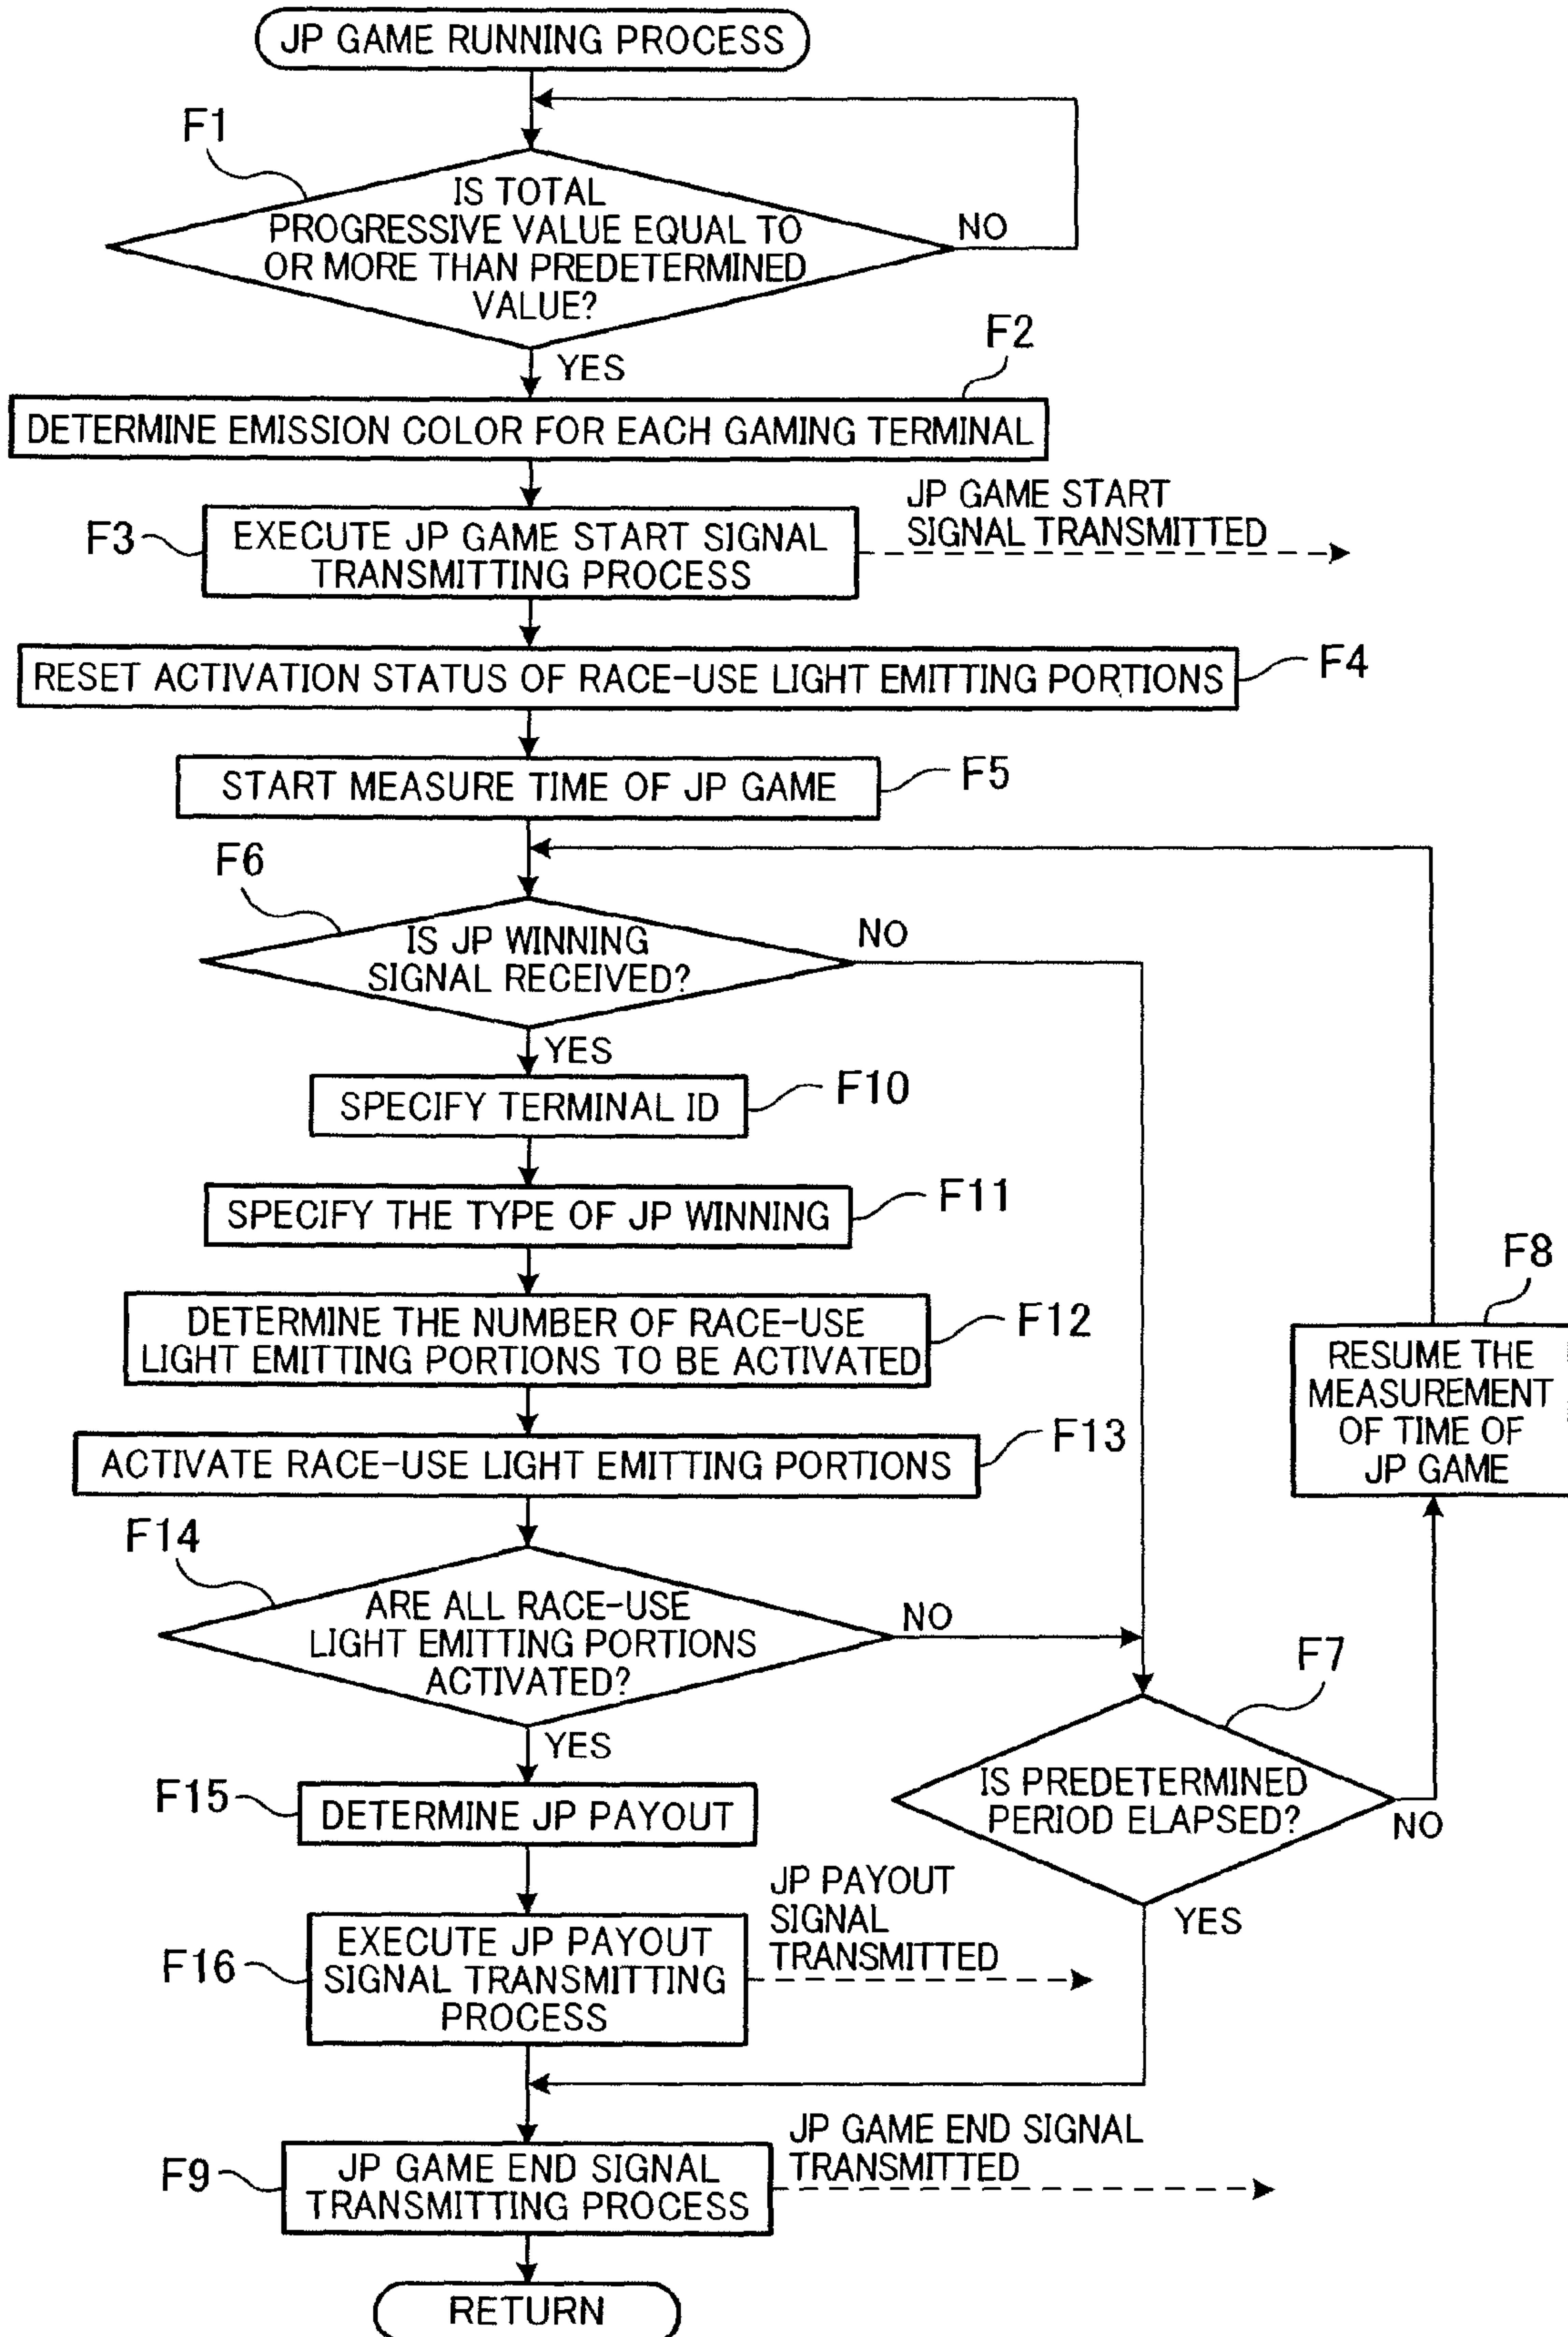 JP GAME RUNNING PROCESS
F1
IS TOTAL
PROGRESSIVE VALUE EQUAL TO
OR MORE THAN PREDETERMINED
VALUE?
NO
YES
F2
DETERMINE EMISSION COLOR FOR EACH GAMING TERMINAL
F3
EXECUTE JP GAME START SIGNAL
TRANSMITTING PROCESS
JP GAME START
SIGNAL TRANSMITTED
RESET ACTIVATION STATUS OF RACE-USE LIGHT EMITTING PORTIONS
F4
START MEASURE TIME OF JP GAME
F5
F6
IS JP WINNING
SIGNAL RECEIVED?
NO
YES
SPECIFY TERMINAL ID
F10
SPECIFY THE TYPE OF JP WINNING
F11
DETERMINE THE NUMBER OF RACE-USE
LIGHT EMITTING PORTIONS TO BE ACTIVATED
F12
F8
RESUME THE
MEASUREMENT
OF TIME OF
JP GAME
ACTIVATE RACE-USE LIGHT EMITTING PORTIONS
F13
F14
ARE ALL RACE-USE
LIGHT EMITTING PORTIONS
ACTIVATED?
NO
YES
F7
IS PREDETERMINED
PERIOD ELAPSED?
NO
YES
F15
DETERMINE JP PAYOUT
F16
EXECUTE JP PAYOUT
SIGNAL TRANSMITTING
PROCESS
JP PAYOUT
SIGNAL
TRANSMITTED
F9
JP GAME END SIGNAL
TRANSMITTING PROCESS
JP GAME END SIGNAL
TRANSMITTED
RETURN